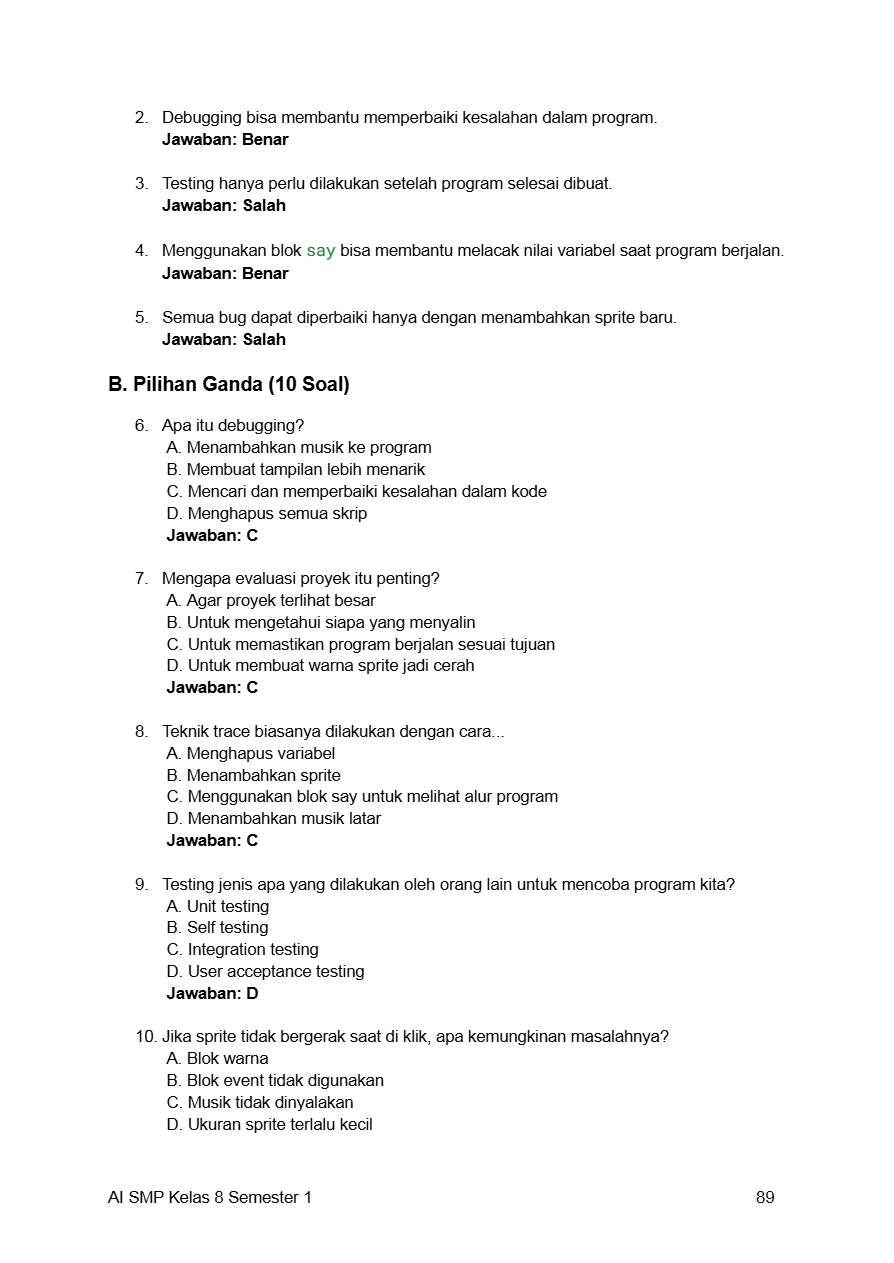 2. Debugging bisa membantu memperbaiki kesalahan dalam program.
Jawaban: Benar
3. Testing hanya perlu dilakukan setelah program selesai dibuat.
Jawaban: Salah
4. Menggunakan blok say bisa membantu melacak nilai variabel saat program berjalan.
Jawaban: Benar
5. Semua bug dapat diperbaiki hanya dengan menambahkan sprite baru.
Jawaban: Salah
B. Pilihan Ganda (10 Soal)
6. Apa itu debugging?
A. Menambahkan musik ke program
B. Membuat tampilan lebih menarik
C. Mencari dan memperbaiki kesalahan dalam kode
D. Menghapus semua skrip
Jawaban: C
7. Mengapa evaluasi proyek itu penting?
A. Agar proyek terlihat besar
B. Untuk mengetahui siapa yang menyalin
C. Untuk memastikan program berjalan sesuai tujuan
D. Untuk membuat warna sprite jadi cerah
Jawaban: C
8. Teknik trace biasanya dilakukan dengan cara...
A. Menghapus variabel
B. Menambahkan sprite
C. Menggunakan blok say untuk melihat alur program
D. Menambahkan musik latar
Jawaban: C
9. Testing jenis apa yang dilakukan oleh orang lain untuk mencoba program kita?
A. Unit testing
B. Self testing
C. Integration testing
D. User acceptance testing
Jawaban: D
10. Jika sprite tidak bergerak saat di klik, apa kemungkinan masalahnya?
A. Blok warna
B. Blok event tidak digunakan
C. Musik tidak dinyalakan
D. Ukuran sprite terlalu kecil
AI SMP Kelas 8 Semester 1 89